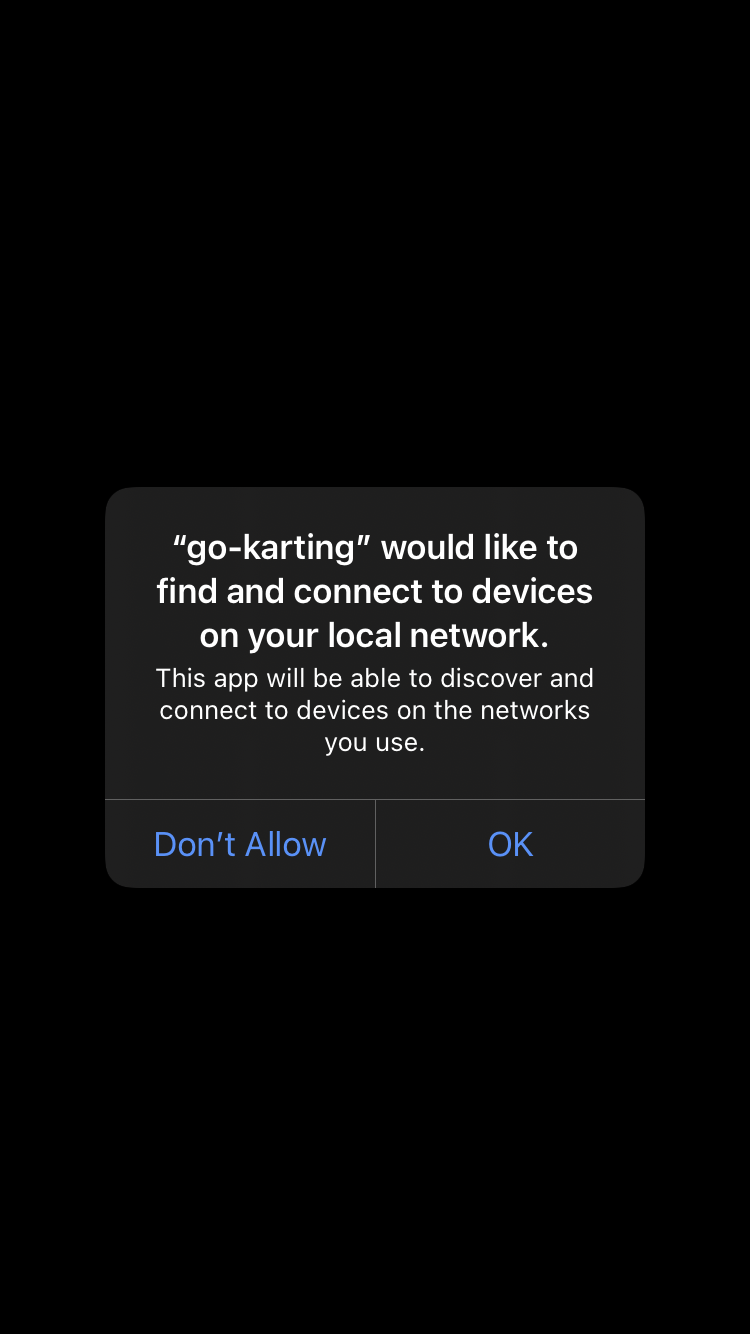 “go-karting” would like to
find and connect to devices
on your local network.
This app will be able to discover and
connect to devices on the networks
you use.
Don’t Allow
OK